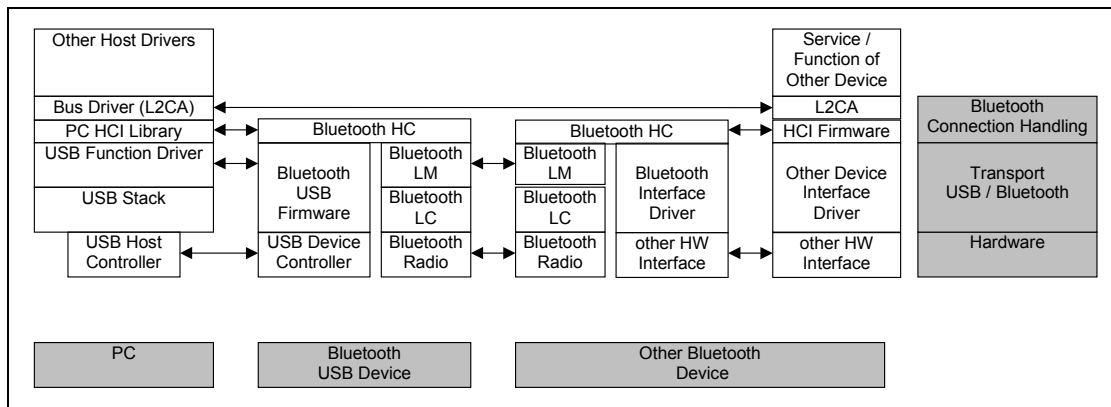 Other Host Drivers
Bus Driver (L2CA)
PC HCI Library
USB Function Driver
USB Stack
USB Host
Controller
Bluetooth HC
Bluetooth
USB
Firmware
USB Device
Controller
Bluetooth
LM
Bluetooth
LC
Bluetooth
Radio
Bluetooth HC
Bluetooth
LM
Bluetooth
LC
Bluetooth
Radio
Bluetooth
Interface
Driver
other HW
Interface
Service /
Function of
Other Device
L2CA
HCI Firmware
Other Device
Interface
Driver
other HW
Interface
Bluetooth
Connection Handling
Transport
USB / Bluetooth
Hardware
PC
Bluetooth
USB Device
Other Bluetooth
Device